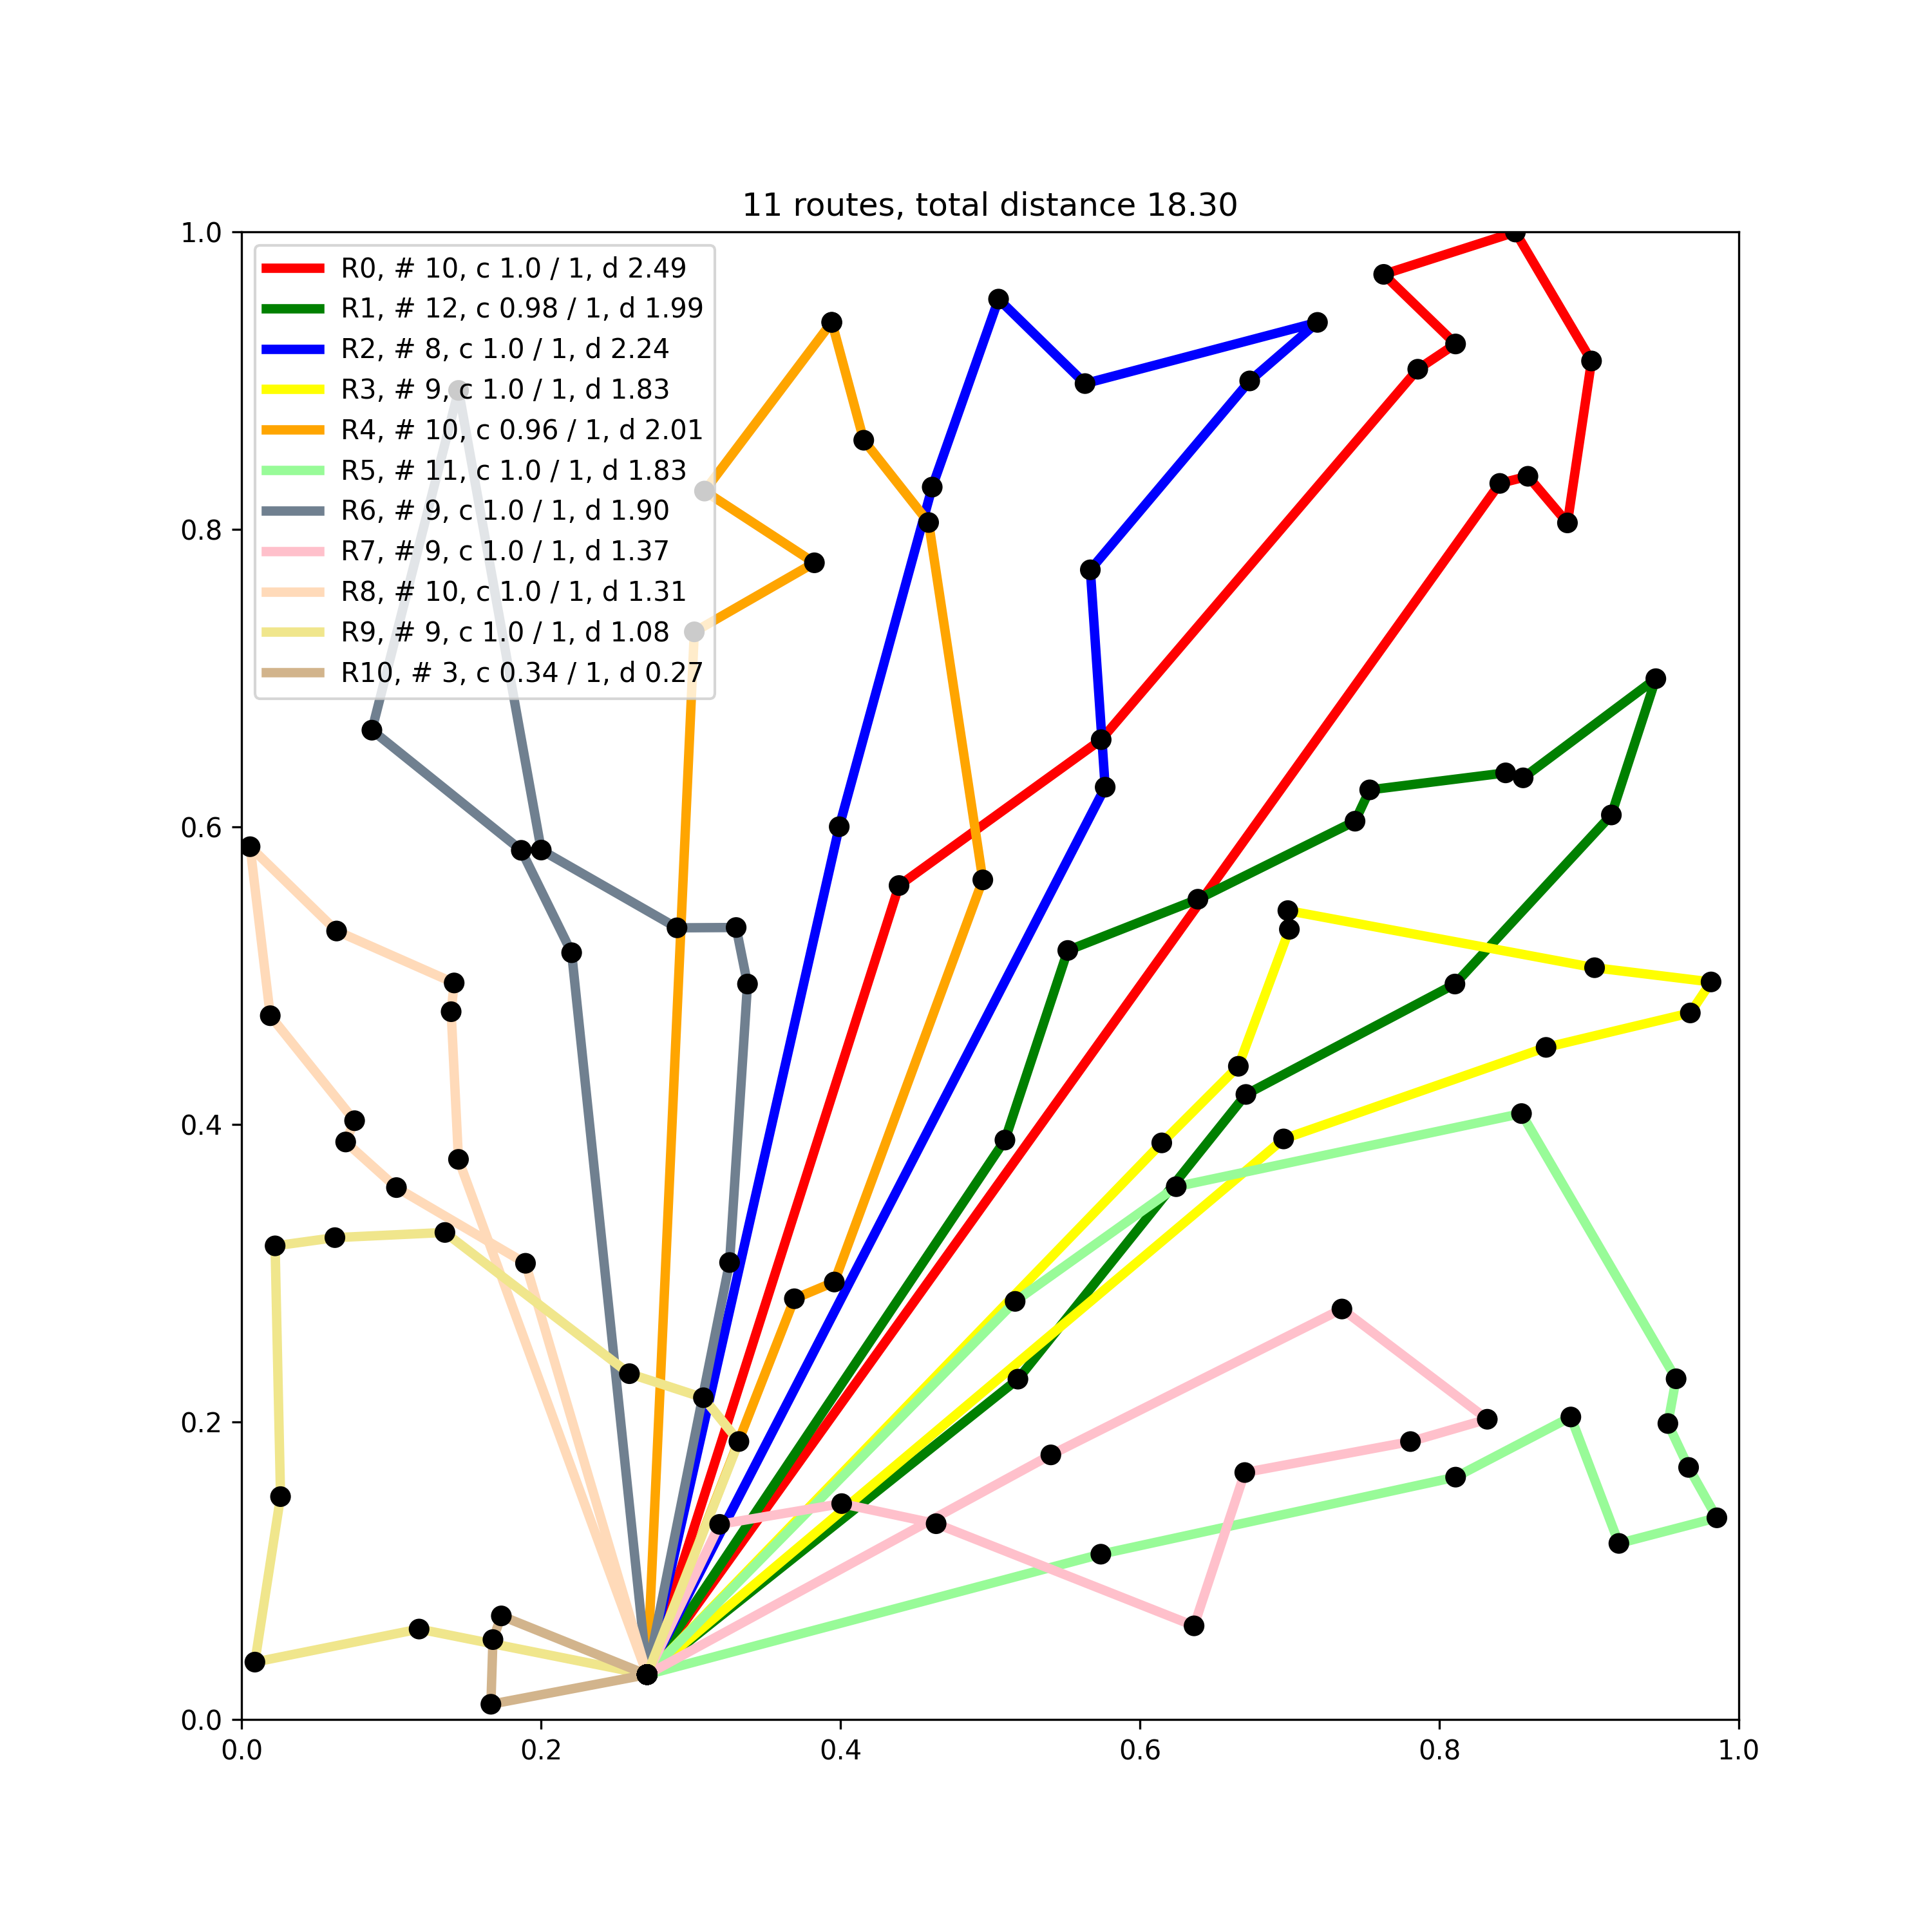 11 routes, total distance 18.30
1.0
R0, # 10, c 1.0 / 1, d 2.49
R1, # 12, c 0.98 / 1, d 1.99
R2, # 8, c 1.0 / 1, d 2.24
R3, # 9, c 1.0 / 1, d 1.83
R4, # 10, c 0.96 / 1, d 2.01
R5, # 11, c 1.0 / 1, d 1.83
R6, # 9, c 1.0 / 1, d 1.90
R7, # 9, c 1.0 / 1, d 1.37
R8, # 10, c 1.0 / 1, d 1.31
R9, # 9, c 1.0 / 1, d 1.08
R10, # 3, c 0.34 / 1, d 0.27
0.8
0.6
0.4
0.2
0.0
0.0 0.2 0.4 0.6 0.8 1.0